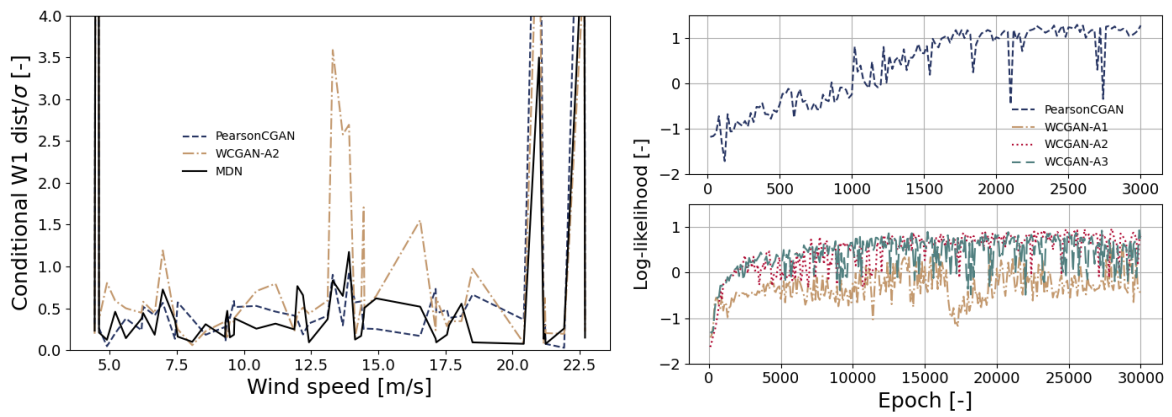 4.0
3.5
3.0
2.5
2.0
1.5
1.0
0.5
0.0
Conditional W1 dist/σ [-]
PearsonCGAN
WCGAN-A2
MDN
5.0 7.5 10.0 12.5 15.0 17.5 20.0 22.5
Wind speed [m/s]
Log-likelihood [-]
1
0
−1
−2
PearsonCGAN
WCGAN-A1
WCGAN-A2
WCGAN-A3
0 500 1000 1500 2000 2500 3000
1
0
−1
−2
0 5000 10000 15000 20000 25000 30000
Epoch [-]